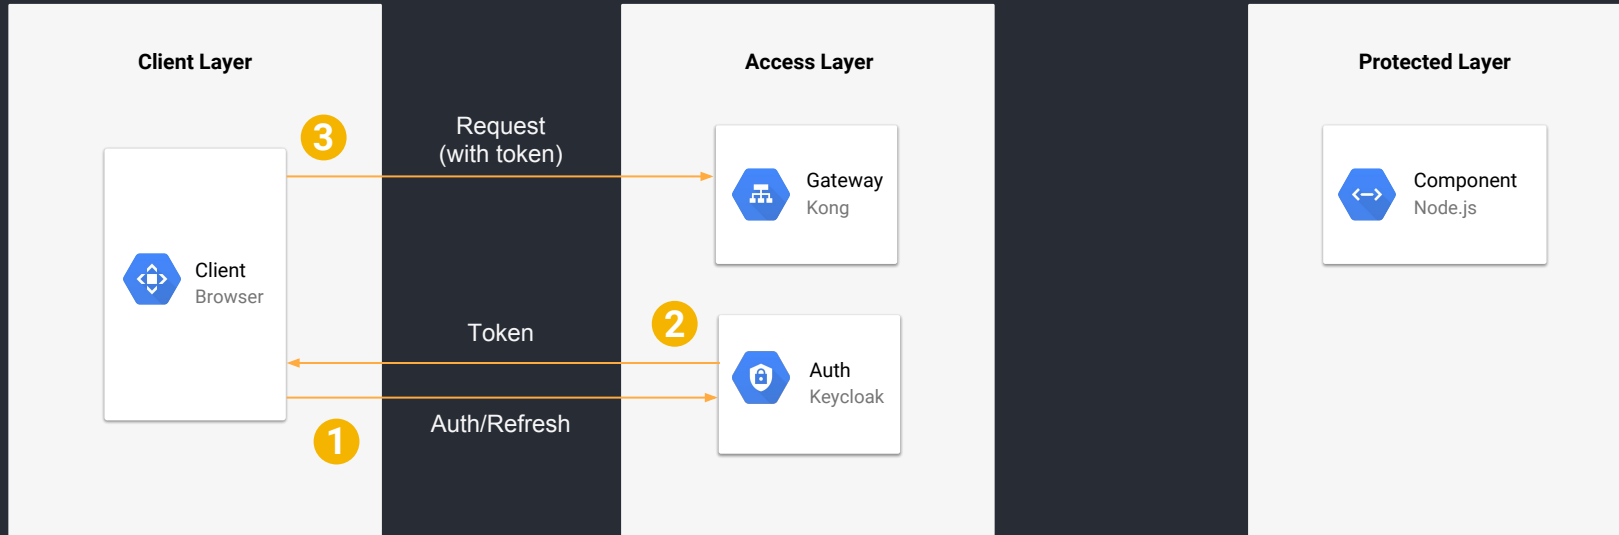 Client Layer
Access Layer
Protected Layer
3
Request
(with token)
Gateway
Kong
Component
Node.js
Client
Browser
Token
2
Auth
Keycloak
Auth/Refresh
1